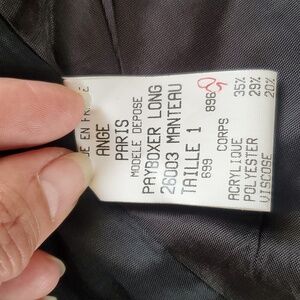 E EN FR
ANGE
PARIS
MODELE DEPOSE
PAYBOXER LONG
26003 MANTEAU
TAILLE 1
699 CORPS
ACRYLIQUE 35%
POLYESTER 29%
VISCOSE 20%